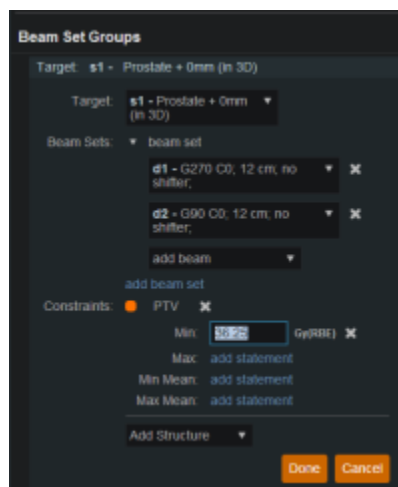 Beam Set Groups
Target: s1 - Prostate + 0mm (in 3D)
Target: s1 - Prostate + 0mm
(in 3D)
Beam Sets: beam set
d1 - G270 C0; 12 cm; no
shifter;
d2 - G90 C0; 12 cm; no
shifter;
add beam
add beam set
Constraints: PTV
Min: 38.25 Gy(RBE)
Max: add statement
Min Mean: add statement
Max Mean: add statement
Add Structure
Done Cancel